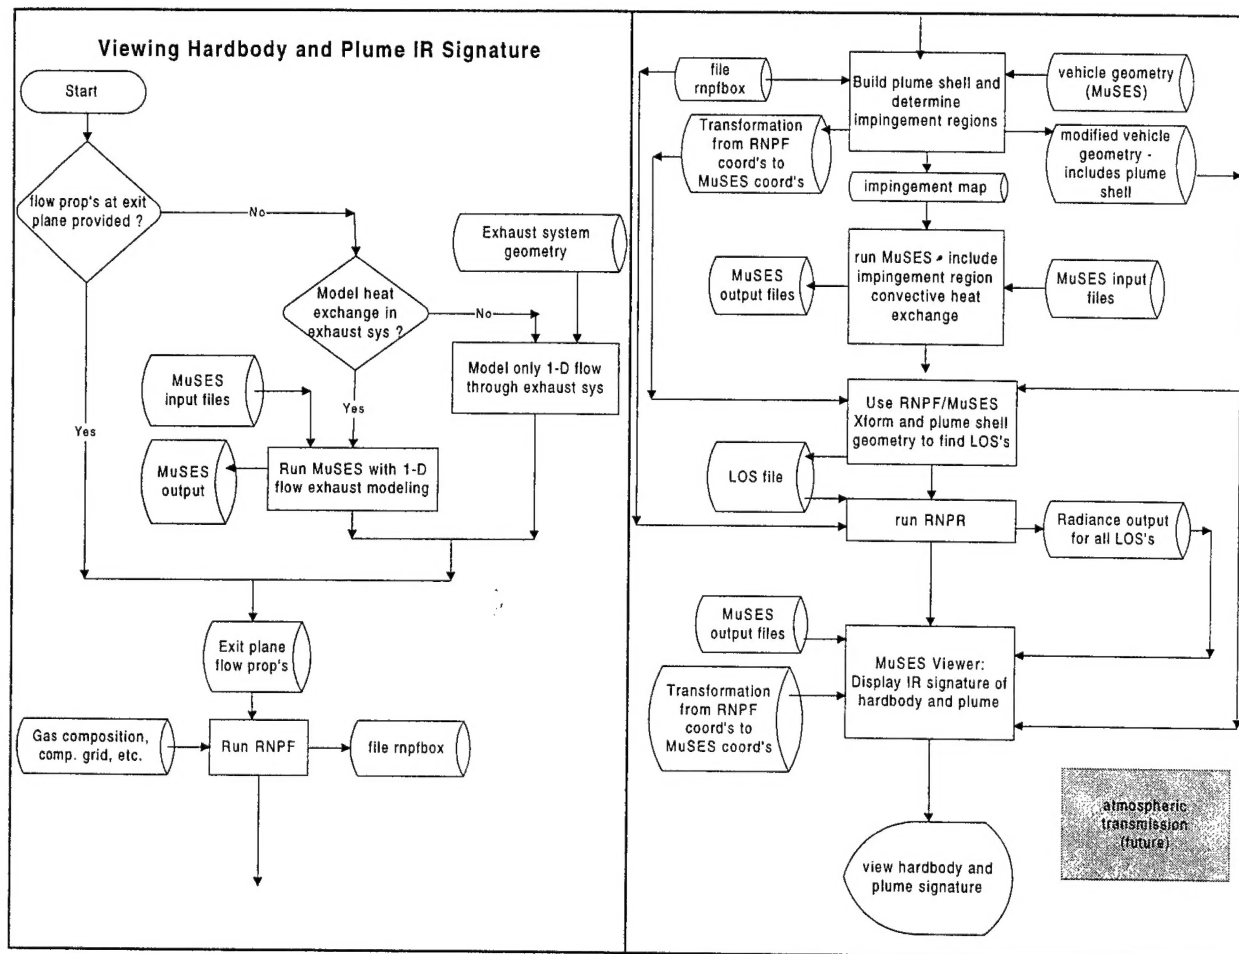 Viewing Hardbody and Plume IR Signature
Start
flow prop's at exit
plane provided ?
No
Yes
Exhaust system
geometry
Model heat
exchange in
exhaust sys ?
No
Yes
Model only 1-D flow
through exhaust sys
MuSES
input files
MuSES
output
Run MuSES with 1-D
flow exhaust modeling
Exit plane
flow prop's
Gas composition,
comp. grid, etc.
Run RNPF
file rnpfbox
file
rnpfbox
Build plume shell and
determine
impingement regions
vehicle geometry
(MuSES)
Transformation
from RNPF
coord's to
MuSES coord's
modified vehicle
geometry -
includes plume
shell
impingement map
MuSES
output files
run MuSES - include
impingement region
convective heat
exchange
MuSES input
files
Use RNPF/MuSES
Xform and plume shell
geometry to find LOS's
LOS file
run RNPR
Radiance output
for all LOS's
MuSES
output files
Transformation
from RNPF
coord's to
MuSES coord's
MuSES Viewer:
Display IR signature of
hardbody and plume
atmospheric
transmission
(future)
view hardbody and
plume signature